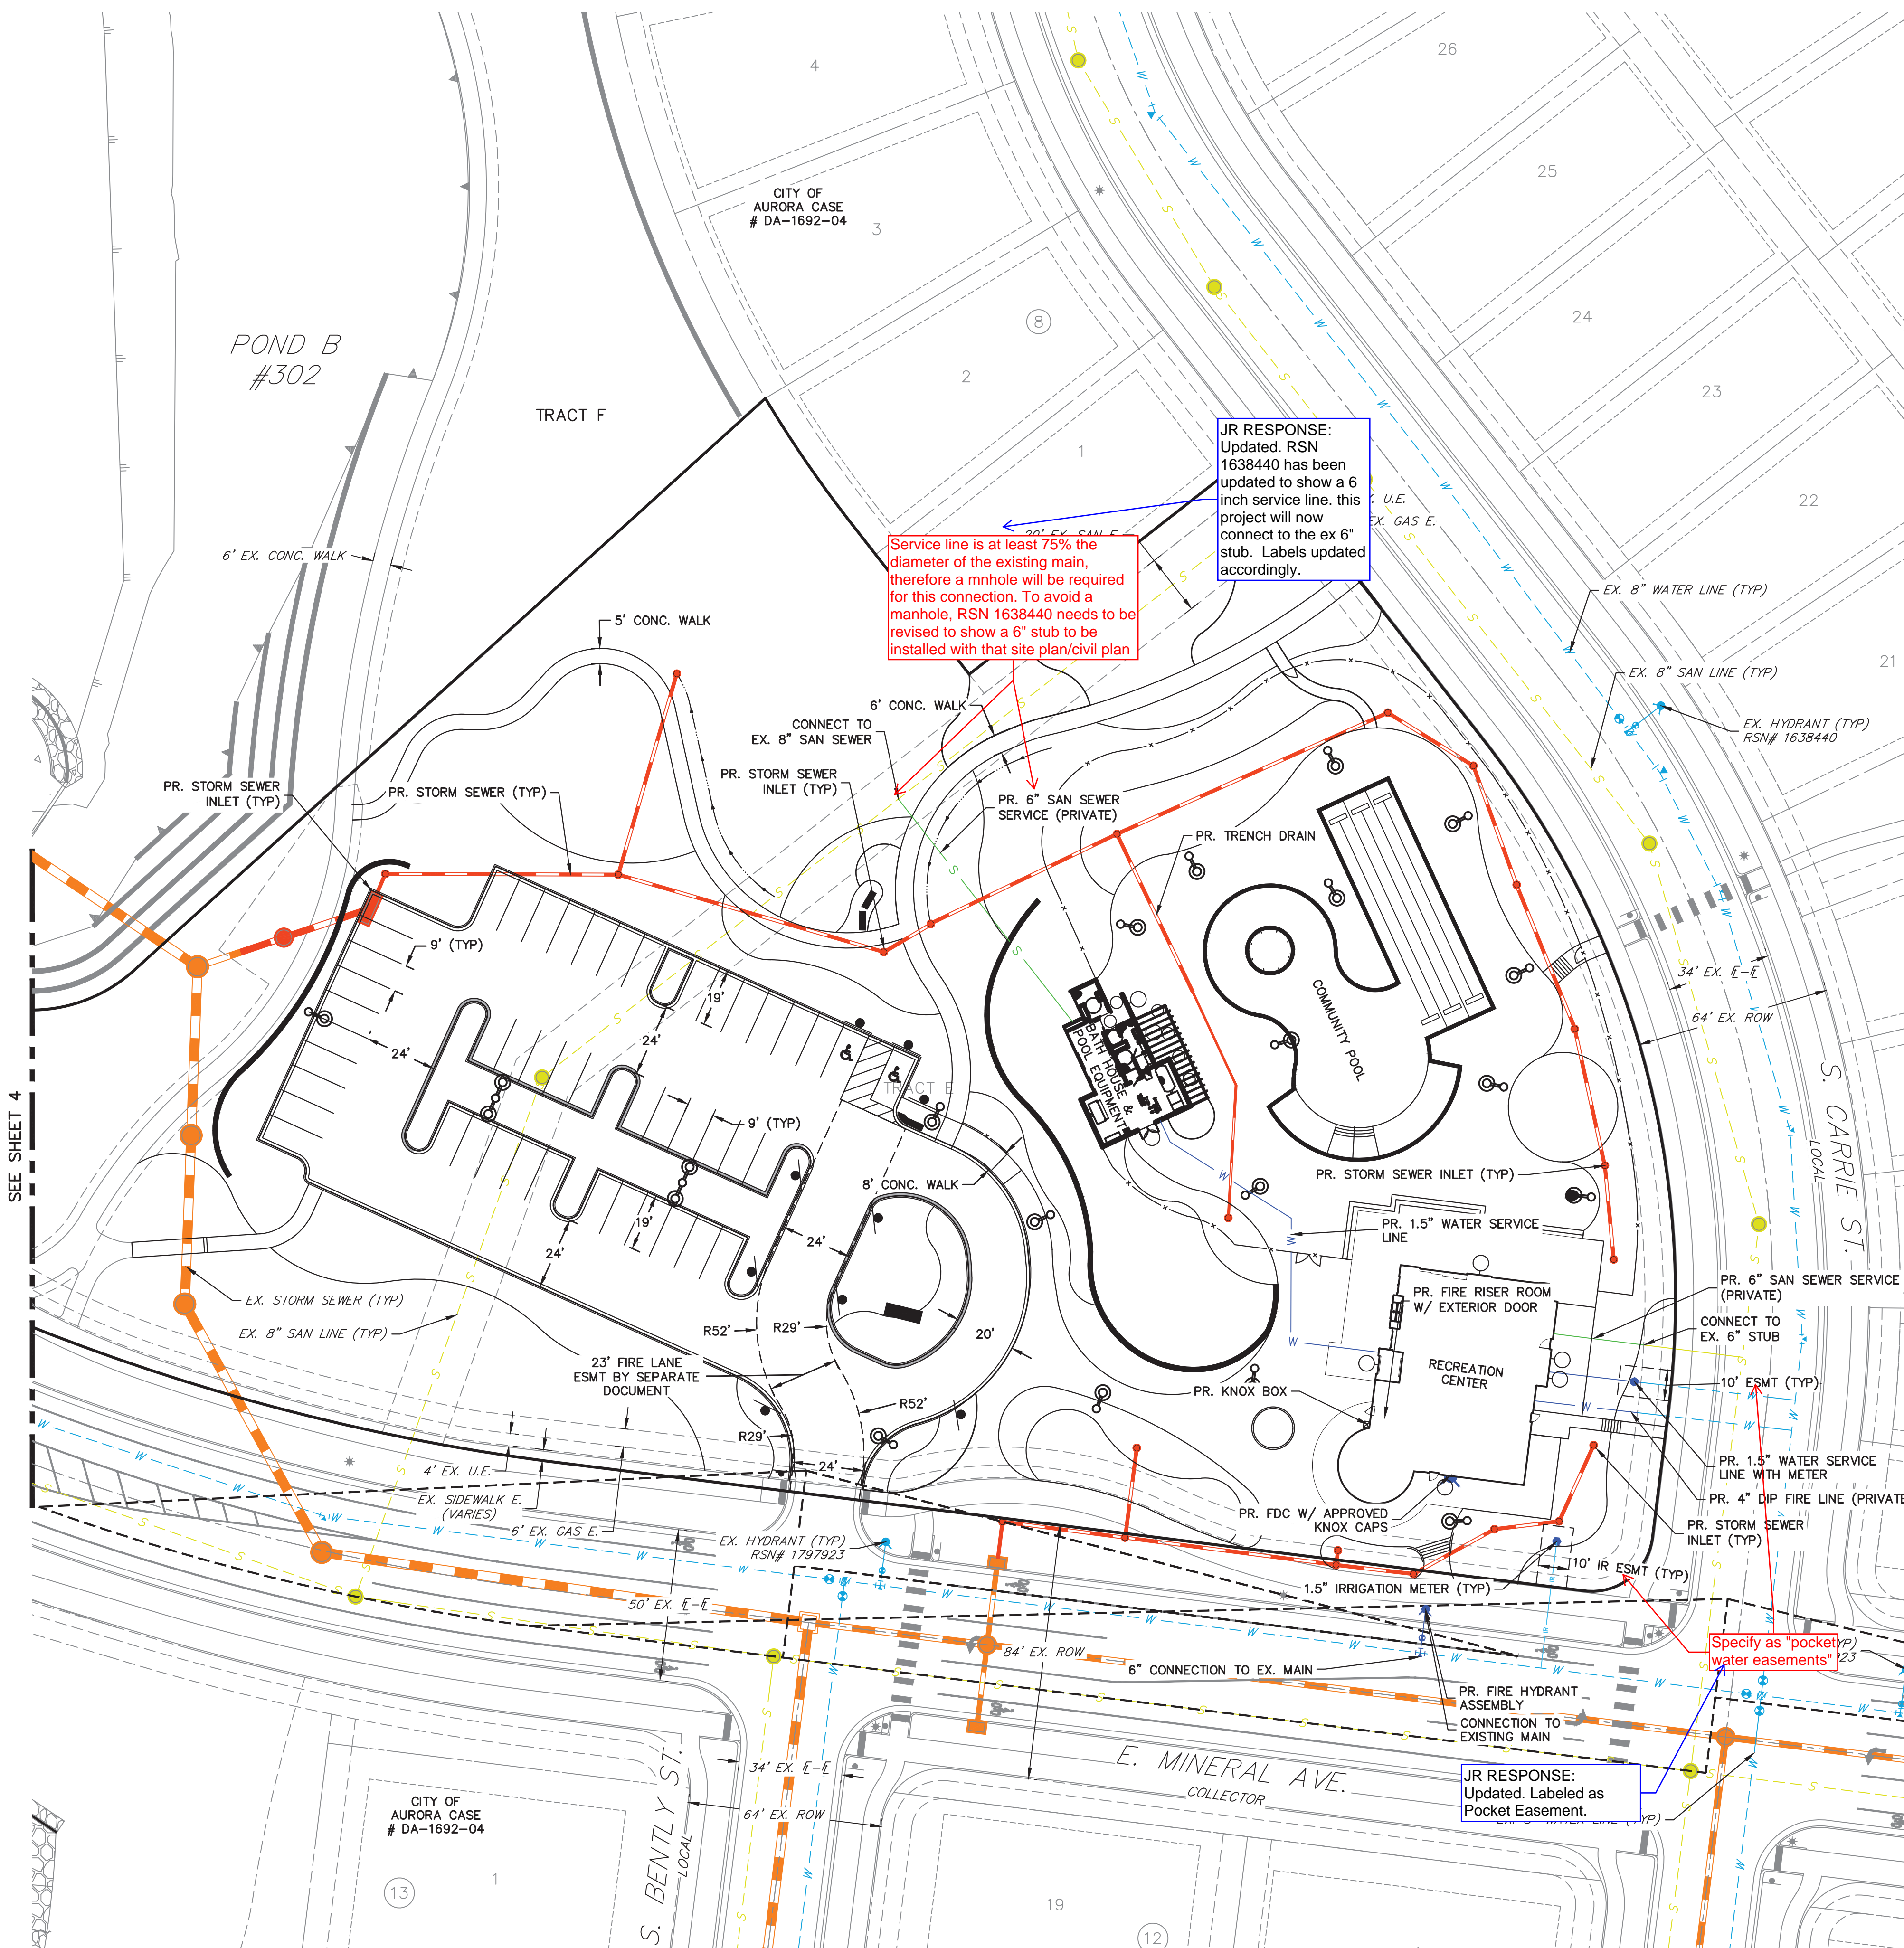 26
4
25
CITY OF
AURORA CASE
# DA-1692-04
3
24
8
POND B
#302
2
23
TRACT F
JR RESPONSE:
Updated. RSN
1638440 has been
updated to show a 6
inch service line. this
project will now
connect to the ex 6"
stub. Labels updated
accordingly.
1
22
U.E.
EX. GAS E.
20' EX. SAN E.
Service line is at least 75% the
diameter of the existing main,
therefore a mnhole will be required
for this connection. To avoid a
manhole, RSN 1638440 needs to be
revised to show a 6" stub to be
installed with that site plan/civil plan
6' EX. CONC. WALK
EX. 8" WATER LINE (TYP)
5' CONC. WALK
21
EX. 8" SAN LINE (TYP)
6' CONC. WALK
EX. HYDRANT (TYP)
RSN# 1638440
CONNECT TO
EX. 8" SAN SEWER
PR. STORM SEWER
INLET (TYP)
PR. STORM SEWER
INLET (TYP)
PR. STORM SEWER (TYP)
PR. 6" SAN SEWER
SERVICE (PRIVATE)
PR. TRENCH DRAIN
9' (TYP)
19'
34' EX. FL-FL
64' EX. ROW
COMMUNITY POOL
BATH HOUSE &
POOL EQUIPMENT
24'
24'
TRACT E
S. CARRIE ST.
LOCAL
SEE SHEET 4
9' (TYP)
8' CONC. WALK
PR. STORM SEWER INLET (TYP)
19'
24'
24'
PR. 1.5" WATER SERVICE
LINE
PR. 6" SAN SEWER SERVICE
(PRIVATE)
PR. FIRE RISER ROOM
W/ EXTERIOR DOOR
EX. STORM SEWER (TYP)
CONNECT TO
EX. 6" STUB
EX. 8" SAN LINE (TYP)
R52'
R29'
20'
23' FIRE LANE
ESMT BY SEPARATE
DOCUMENT
RECREATION
CENTER
10' ESMT (TYP)
PR. KNOX BOX
R52'
R29'
24'
4' EX. U.E.
PR. 1.5" WATER SERVICE
LINE WITH METER
EX. SIDEWALK E.
(VARIES)
PR. 4" DIP FIRE LINE (PRIVATE
6' EX. GAS E.
PR. FDC W/ APPROVED
KNOX CAPS
PR. STORM SEWER
INLET (TYP)
EX. HYDRANT (TYP)
RSN# 1797923
10' IR ESMT (TYP)
1.5" IRRIGATION METER (TYP)
50' EX. FL-FL
84' EX. ROW
Specify as "pocket
water easements"
YP)
23
6" CONNECTION TO EX. MAIN
PR. FIRE HYDRANT
ASSEMBLY
CONNECTION TO
EXISTING MAIN
E. MINERAL AVE.
COLLECTOR
34' EX. FL-FL
JR RESPONSE:
Updated. Labeled as
Pocket Easement.
YP)
CITY OF
AURORA CASE
# DA-1692-04
64' EX. ROW
S. BENTLY ST.
LOCAL
13
1
19
12